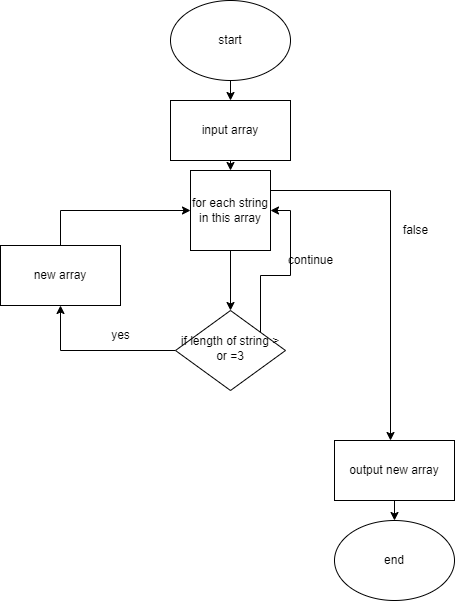 start
input array
for each string
in this array
false
continue
new array
yes
if length of string >
or =3
output new array
end